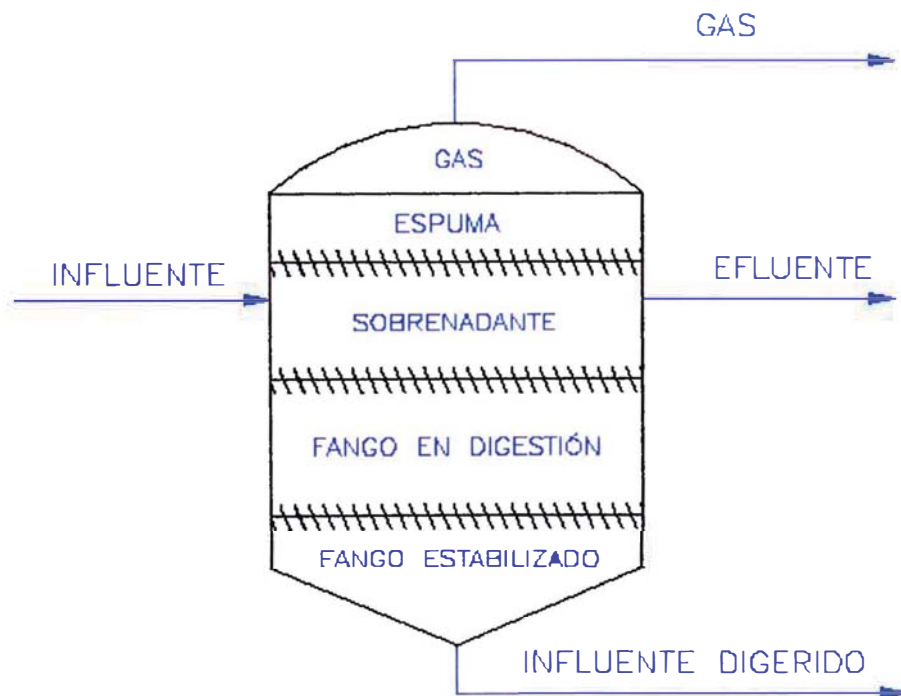 GAS
GAS
ESPUMA
INFLUENTE
EFLUENTE
SOBRENADANTE
FANGO EN DIGESTIÓN
FANGO ESTABILIZADO
INFLUENTE DIGERIDO